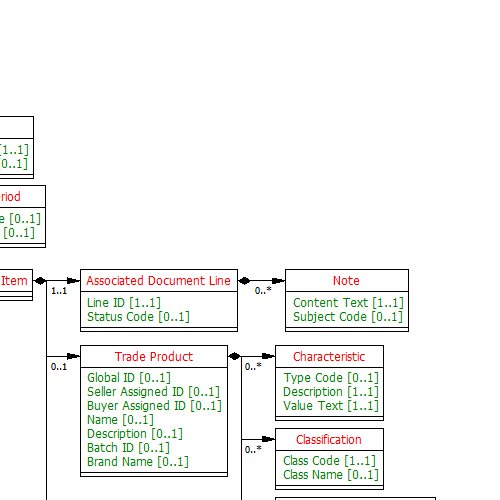 [1..1]
[0..1]
riod
e [0..1]
[0..1]
Item
1..1
Associated Document Line
Line ID [1..1]
Status Code [0..1]
0..*
Note
Content Text [1..1]
Subject Code [0..1]
0..1
Trade Product
Global ID [0..1]
Seller Assigned ID [0..1]
Buyer Assigned ID [0..1]
Name [0..1]
Description [0..1]
Batch ID [0..1]
Brand Name [0..1]
0..*
Characteristic
Type Code [0..1]
Description [1..1]
Value Text [1..1]
0..*
Classification
Class Code [1..1]
Class Name [0..1]